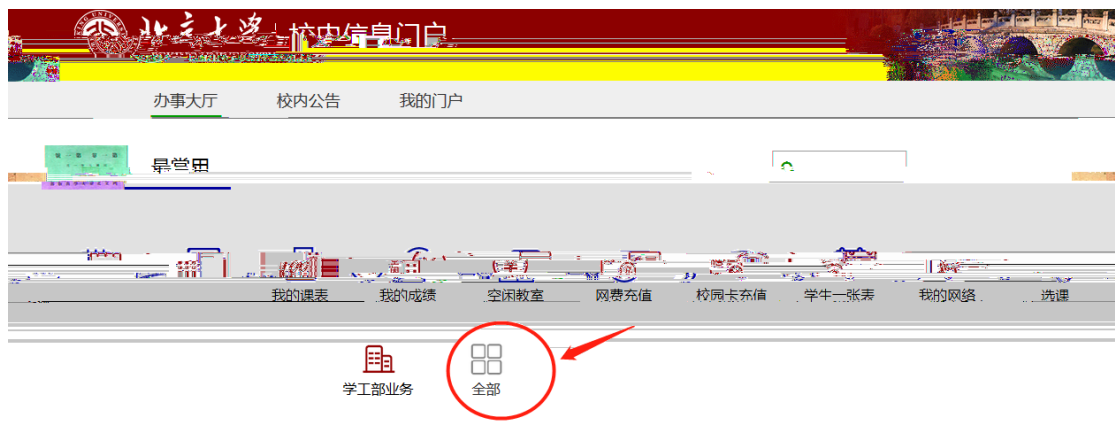 北京大学 校内信息门户
办事大厅 校内公告 我的门户
最常用
我的课表 我的成绩 空闲教室 网费充值 校园卡充值 学生一张表 我的网络 选课
学工部业务 全部